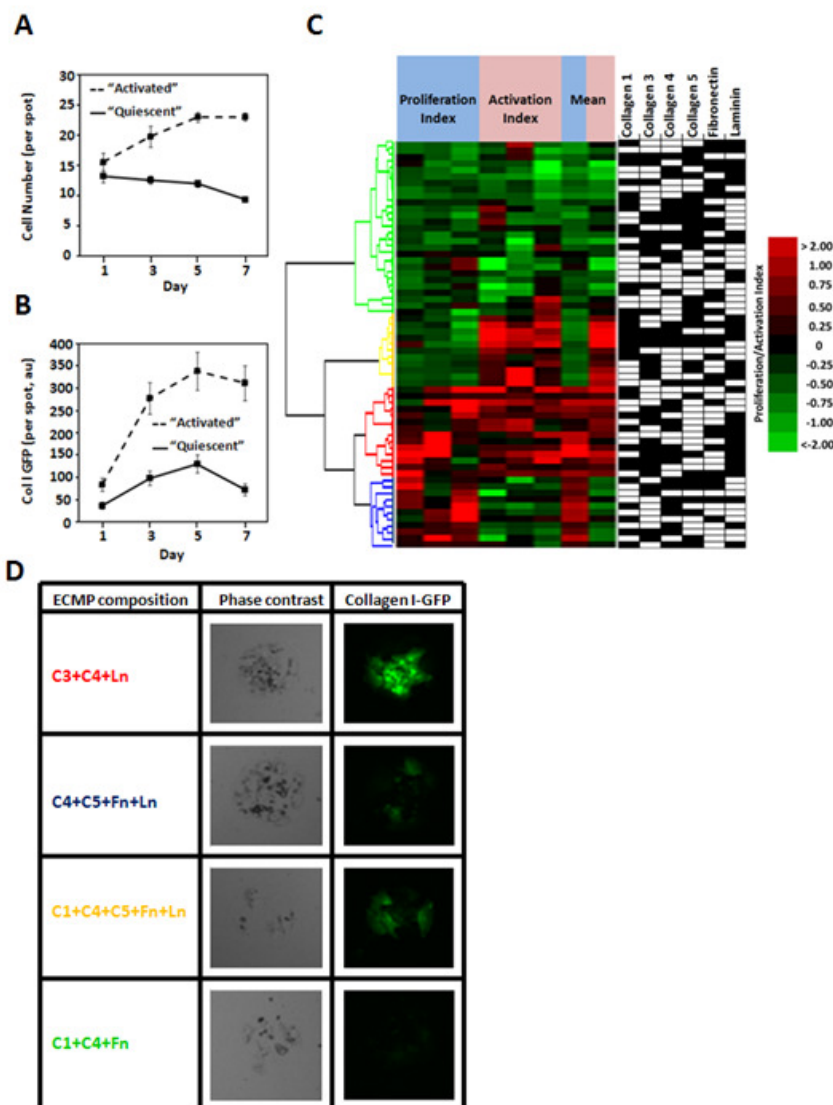 A
30
25
20
15
10
5
0
Cell Number (per spot)
"Activated"
"Quiescent"
1 3 5 7
Day
B
400
350
300
250
200
150
100
50
0
Col I GFP (per spot, au)
"Activated"
"Quiescent"
1 3 5 7
Day
C
Proliferation Index
Activation Index
Mean
Collagen 1
Collagen 3
Collagen 4
Collagen 5
Fibronectin
Laminin
Proliferation/Activation Index
> 2.00
1.00
0.75
0.50
0.25
0
-0.25
-0.50
-0.75
-1.00
<-2.00
D
ECMP composition Phase contrast Collagen I-GFP
C3+C4+Ln
C4+C5+Fn+Ln
C1+C4+C5+Fn+Ln
C1+C4+Fn